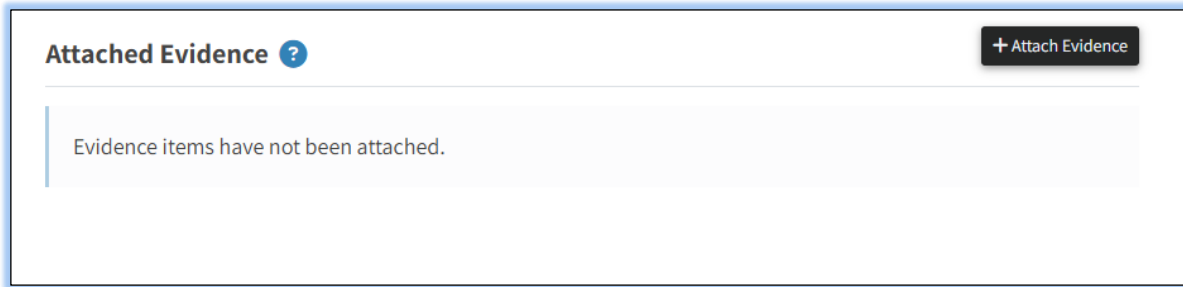 Attached Evidence ?
+ Attach Evidence
Evidence items have not been attached.